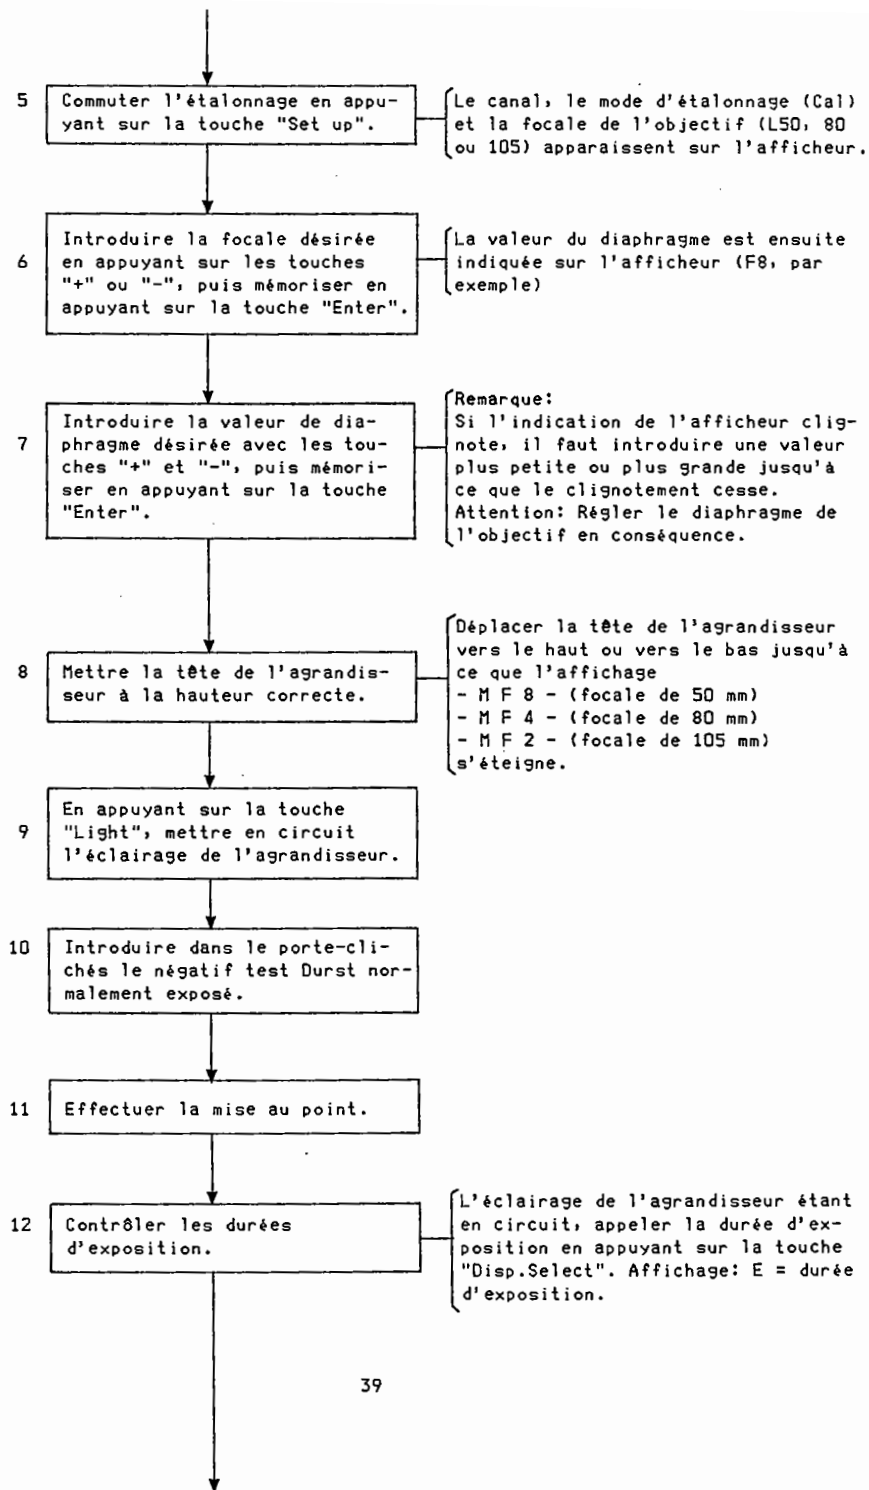 5
Commuter l'étalonnage en appu-
yant sur la touche "Set up".
Le canal, le mode d'étalonnage (Cal)
et la focale de l'objectif (L50, 80
ou 105) apparaissent sur l'afficheur.
6
Introduire la focale désirée
en appuyant sur les touches
"+" ou "-", puis mémoriser en
appuyant sur la touche "Enter".
La valeur du diaphragme est ensuite
indiquée sur l'afficheur (F8, par
exemple)
7
Introduire la valeur de dia-
phragme désirée avec les tou-
ches "+" et "-", puis mémori-
ser en appuyant sur la touche
"Enter".
Remarque:
Si l'indication de l'afficheur clig-
note, il faut introduire une valeur
plus petite ou plus grande jusqu'à
ce que le clignotement cesse.
Attention: Régler le diaphragme de
l'objectif en conséquence.
8
Mettre la tête de l'agrandis-
seur à la hauteur correcte.
Déplacer la tête de l'agrandisseur
vers le haut ou vers le bas jusqu'à
ce que l'affichage
- M F 8 - (focale de 50 mm)
- M F 4 - (focale de 80 mm)
- M F 2 - (focale de 105 mm)
s'éteigne.
9
En appuyant sur la touche
"Light", mettre en circuit
l'éclairage de l'agrandisseur.
10
Introduire dans le porte-cli-
chés le négatif test Durst nor-
malement exposé.
11
Effectuer la mise au point.
12
Contrôler les durées
d'exposition.
L'éclairage de l'agrandisseur étant
en circuit, appeler la durée d'ex-
position en appuyant sur la touche
"Disp.Select". Affichage: E = durée
d'exposition.
39